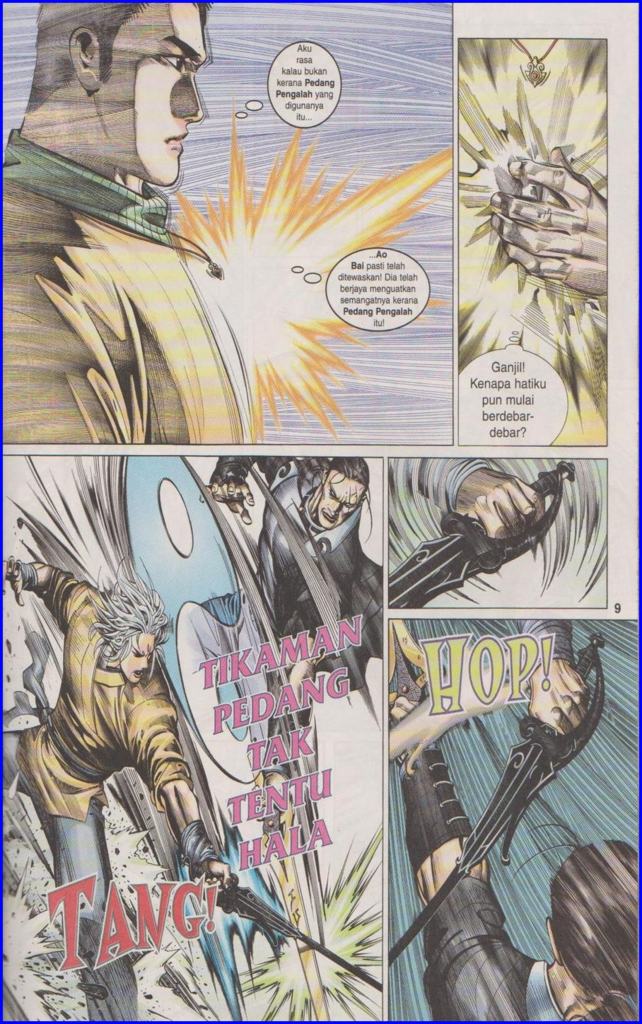 Aku
rasa
kalau bukan
kerana Pedang
Pengalah yang
digunanya
itu...
...Ao
Bai pasti telah
ditewaskan! Dia telah
berjaya menguatkan
semangatnya kerana
Pedang Pengalah
itu!
Ganjil!
Kenapa hatiku
pun mulai
berdebar-
debar?
TIKAMAN
PEDANG
TAK
TENTU
HALA
TANG!
HOP!
9